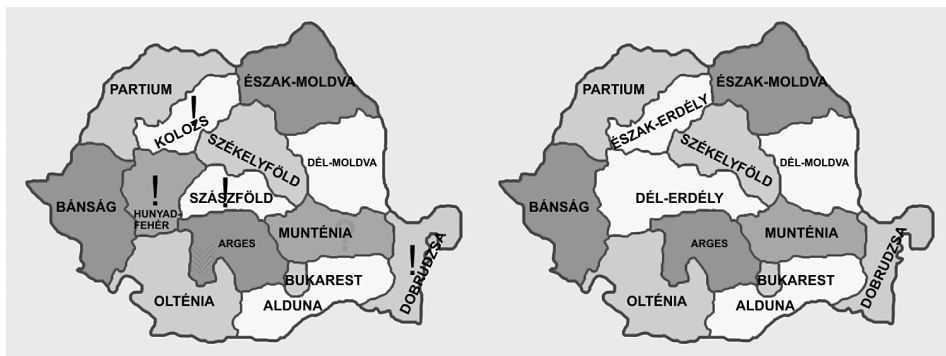 PARTIUM
ÉSZAK-MOLDVA
!
KOLOZS
SZÉKELYFÖLD
DÉL-MOLDVA
!
!
BÁNSÁG
HUNYAD-
FEHÉR
SZÁSZFÖLD
ARGES
MUNTÉNIA
?
!
DOBRUDZSA
OLTÉNIA
BUKAREST
ALDUNA
PARTIUM
ÉSZAK-MOLDVA
ÉSZAK-ERDÉLY
SZÉKELYFÖLD
DÉL-MOLDVA
BÁNSÁG
DÉL-ERDÉLY
ARGES
MUNTÉNIA
DOBRUDZSA
OLTÉNIA
BUKAREST
ALDUNA